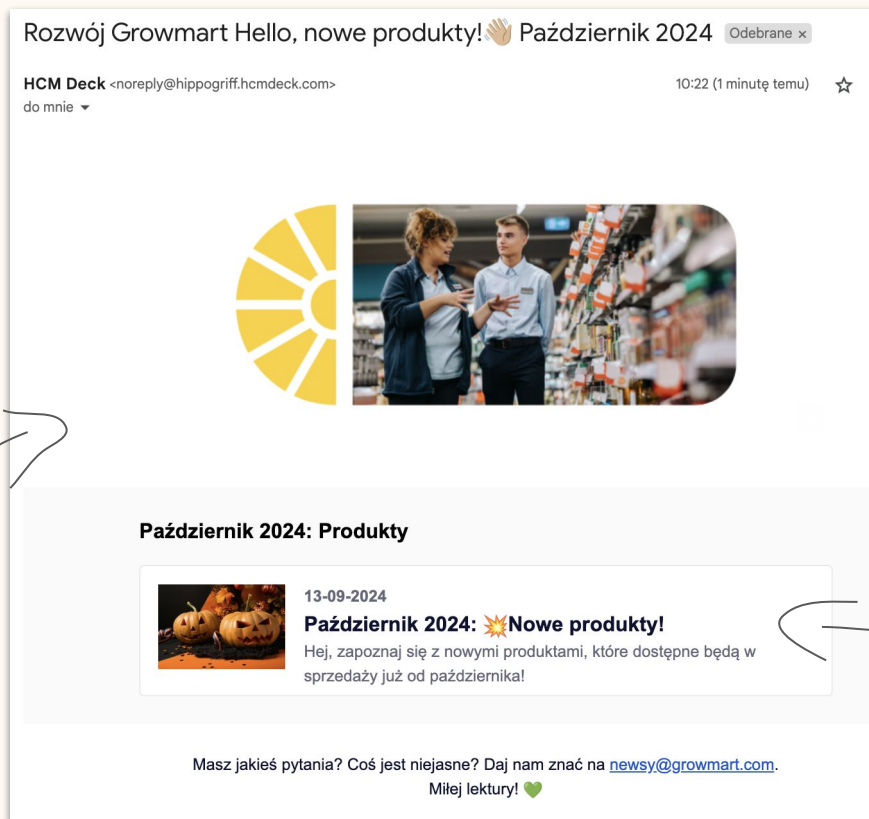 Rozwój Growmart Hello, nowe produkty!👋🏼 Październik 2024 Odebrane ×
HCM Deck <noreply@hippogriff.hcmdeck.com> 10:22 (1 minutę temu)
do mnie
Październik 2024: Produkty
13-09-2024
Październik 2024: 💥Nowe produkty!
Hej, zapoznaj się z nowymi produktami, które dostępne będą w
sprzedaży już od października!
Masz jakieś pytania? Coś jest niejasne? Daj nam znać na newsy@growmart.com.
Miłej lektury! 💚